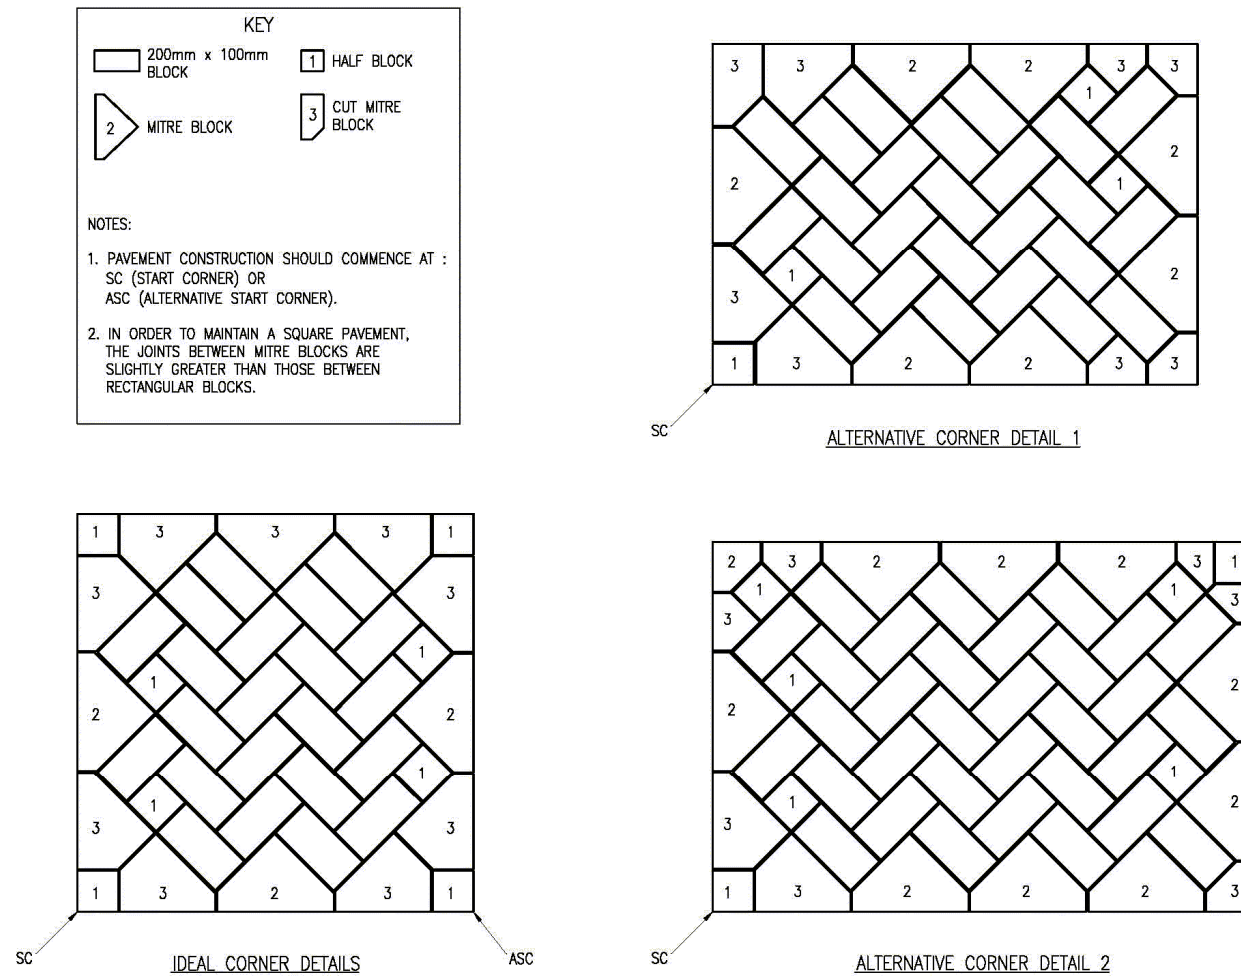 KEY
200mm x 100mm
BLOCK
1 HALF BLOCK
2 MITRE BLOCK
3 CUT MITRE
BLOCK
NOTES:
1. PAVEMENT CONSTRUCTION SHOULD COMMENCE AT :
SC (START CORNER) OR
ASC (ALTERNATIVE START CORNER).
2. IN ORDER TO MAINTAIN A SQUARE PAVEMENT,
THE JOINTS BETWEEN MITRE BLOCKS ARE
SLIGHTLY GREATER THAN THOSE BETWEEN
RECTANGULAR BLOCKS.
3 3 2 2 3 3
1
2
2 1
1
3 2
1 3 2 2 3 3
SC
ALTERNATIVE CORNER DETAIL 1
1 3 3 3 1
3 3
1
1
2 2
1
1
3 3
1 3 2 3 1
SC ASC
IDEAL CORNER DETAILS
2 3 2 2 2 3 1
1 1
3
3
1 2
2
1
1 2
3
1 3 2 2 2 3
SC
ALTERNATIVE CORNER DETAIL 2